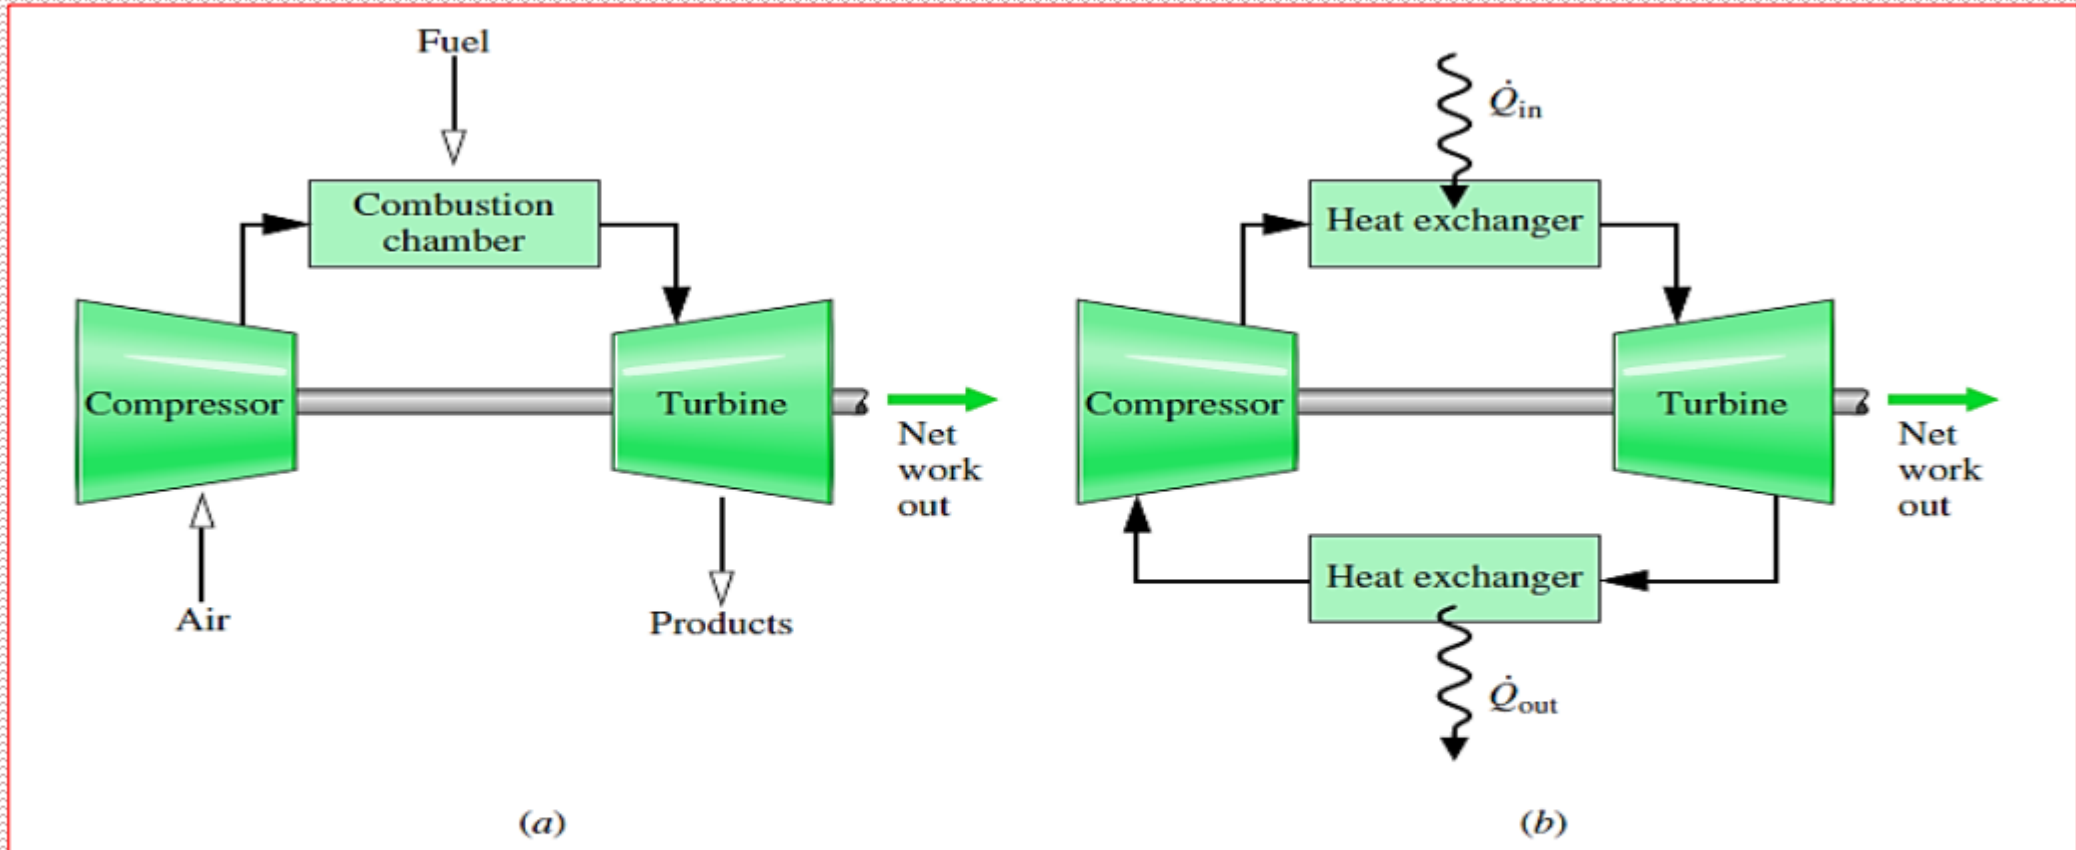 Fuel
Combustion
chamber
Compressor
Turbine
Net
work
out
Air
Products
(a)
Q̇in
Heat exchanger
Compressor
Turbine
Net
work
out
Heat exchanger
Q̇out
(b)